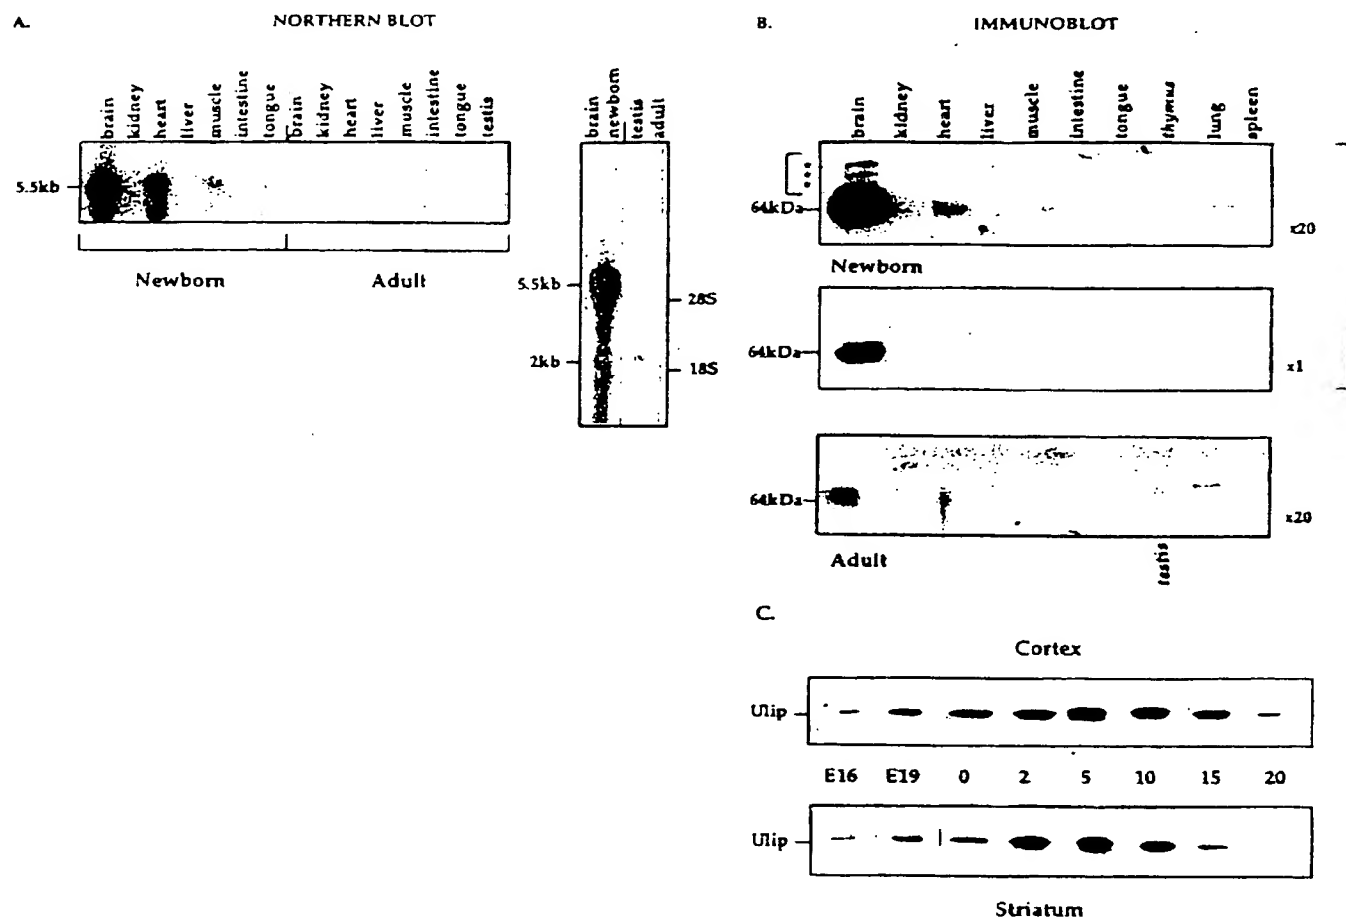 A.
NORTHERN BLOT
brain
kidney
heart
liver
muscle
intestine
tongue
brain
kidney
heart
liver
muscle
intestine
tongue
testis
5.5kb
Newborn
Adult
brain
newborn
testis
adult
5.5kb
28S
2kb
18S
B.
IMMUNOBLOT
brain
kidney
heart
liver
muscle
intestine
tongue
thymus
lung
spleen
***
64kDa
x20
Newborn
64kDa
x1
64kDa
x20
Adult
testis
C.
Cortex
Ulip
E16 E19 0 2 5 10 15 20
Ulip
Striatum